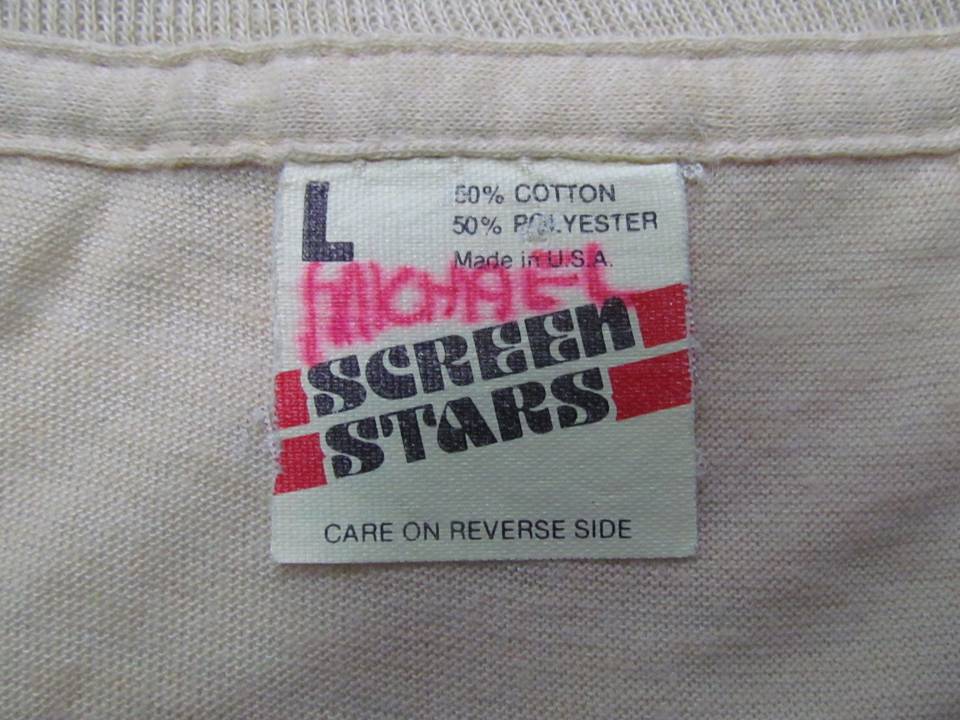 L
50% COTTON
50% POLYESTER
Made in U.S.A.
MICHAEL
SCREEN
STARS
CARE ON REVERSE SIDE